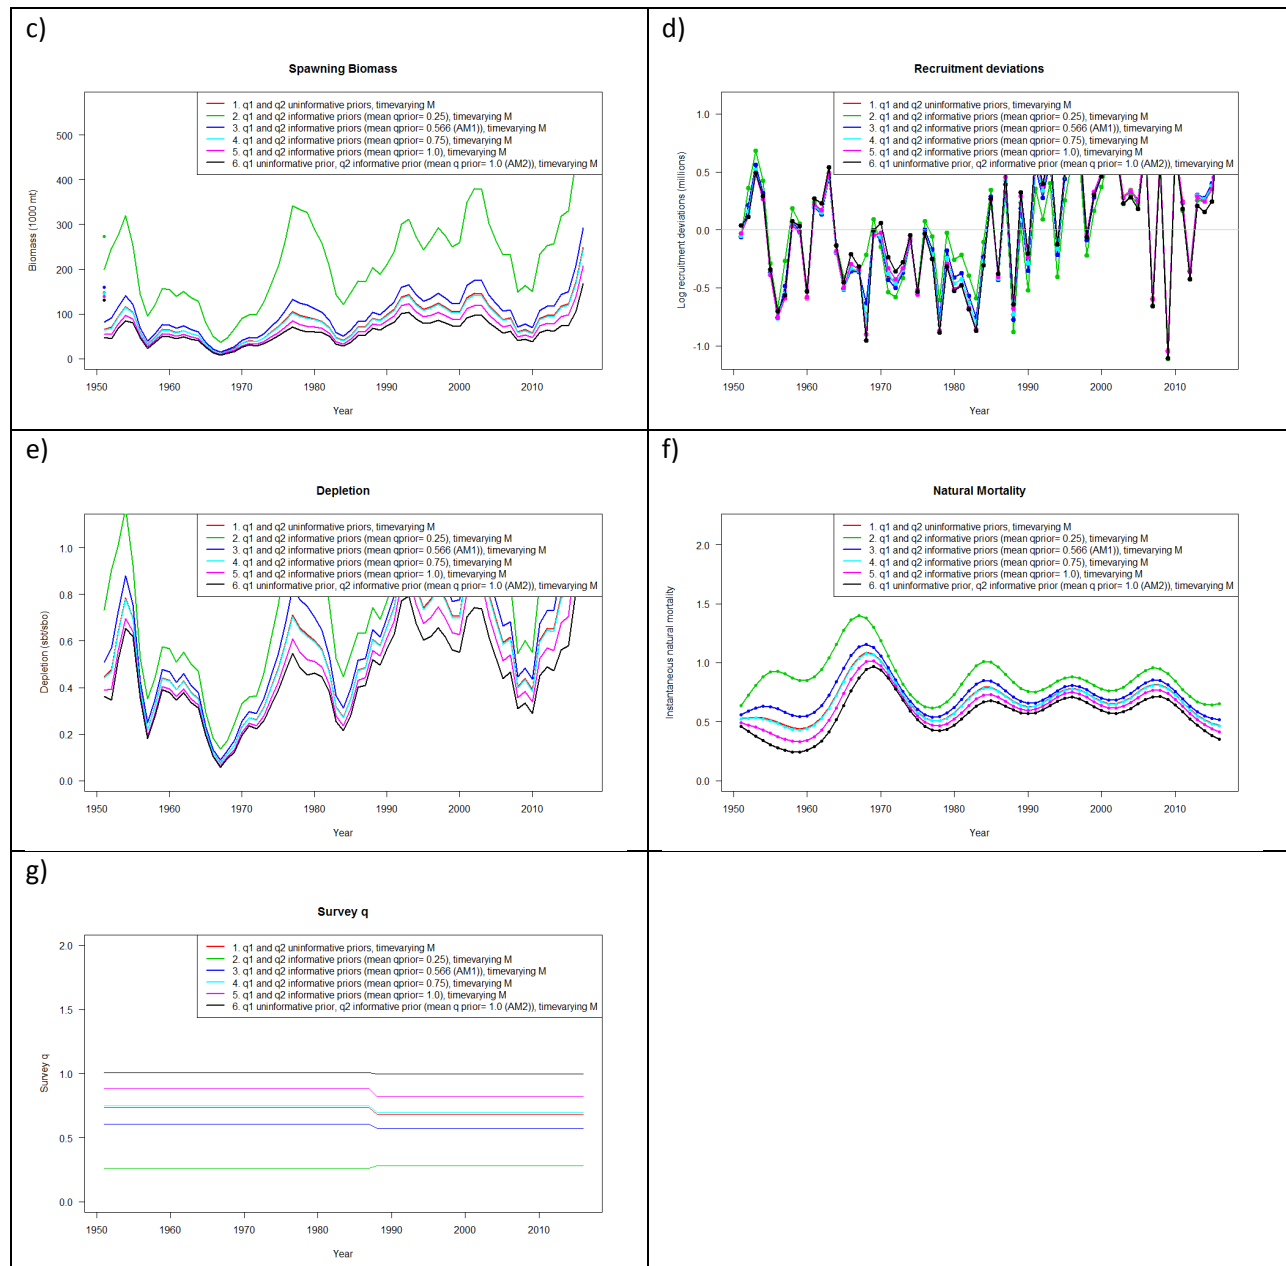 c)
Spawning Biomass
1. q1 and q2 uninformative priors, timevarying M
2. q1 and q2 informative priors (mean qprior= 0.25), timevarying M
3. q1 and q2 informative priors (mean qprior= 0.566 (AM1)), timevarying M
4. q1 and q2 informative priors (mean qprior= 0.75), timevarying M
5. q1 and q2 informative priors (mean qprior= 1.0), timevarying M
6. q1 uninformative prior, q2 informative prior (mean q prior= 1.0 (AM2)), timevarying M
Biomass (1000 mt)
500
400
300
200
100
0
1950 1960 1970 1980 1990 2000 2010
Year
d)
Recruitment deviations
1. q1 and q2 uninformative priors, timevarying M
2. q1 and q2 informative priors (mean qprior= 0.25), timevarying M
3. q1 and q2 informative priors (mean qprior= 0.566 (AM1)), timevarying M
4. q1 and q2 informative priors (mean qprior= 0.75), timevarying M
5. q1 and q2 informative priors (mean qprior= 1.0), timevarying M
6. q1 uninformative prior, q2 informative prior (mean q prior= 1.0 (AM2)), timevarying M
Log recruitment deviations (millions)
1.0
0.5
0.0
-0.5
-1.0
1950 1960 1970 1980 1990 2000 2010
Year
e)
Depletion
1. q1 and q2 uninformative priors, timevarying M
2. q1 and q2 informative priors (mean qprior= 0.25), timevarying M
3. q1 and q2 informative priors (mean qprior= 0.566 (AM1)), timevarying M
4. q1 and q2 informative priors (mean qprior= 0.75), timevarying M
5. q1 and q2 informative priors (mean qprior= 1.0), timevarying M
6. q1 uninformative prior, q2 informative prior (mean q prior= 1.0 (AM2)), timevarying M
Depletion (sbt/sbo)
1.0
0.8
0.6
0.4
0.2
0.0
1950 1960 1970 1980 1990 2000 2010
Year
f)
Natural Mortality
1. q1 and q2 uninformative priors, timevarying M
2. q1 and q2 informative priors (mean qprior= 0.25), timevarying M
3. q1 and q2 informative priors (mean qprior= 0.566 (AM1)), timevarying M
4. q1 and q2 informative priors (mean qprior= 0.75), timevarying M
5. q1 and q2 informative priors (mean qprior= 1.0), timevarying M
6. q1 uninformative prior, q2 informative prior (mean q prior= 1.0 (AM2)), timevarying M
Instantaneous natural mortality
2.0
1.5
1.0
0.5
0.0
1950 1960 1970 1980 1990 2000 2010
Year
g)
Survey q
1. q1 and q2 uninformative priors, timevarying M
2. q1 and q2 informative priors (mean qprior= 0.25), timevarying M
3. q1 and q2 informative priors (mean qprior= 0.566 (AM1)), timevarying M
4. q1 and q2 informative priors (mean qprior= 0.75), timevarying M
5. q1 and q2 informative priors (mean qprior= 1.0), timevarying M
6. q1 uninformative prior, q2 informative prior (mean q prior= 1.0 (AM2)), timevarying M
Survey q
2.0
1.5
1.0
0.5
0.0
1950 1960 1970 1980 1990 2000 2010
Year